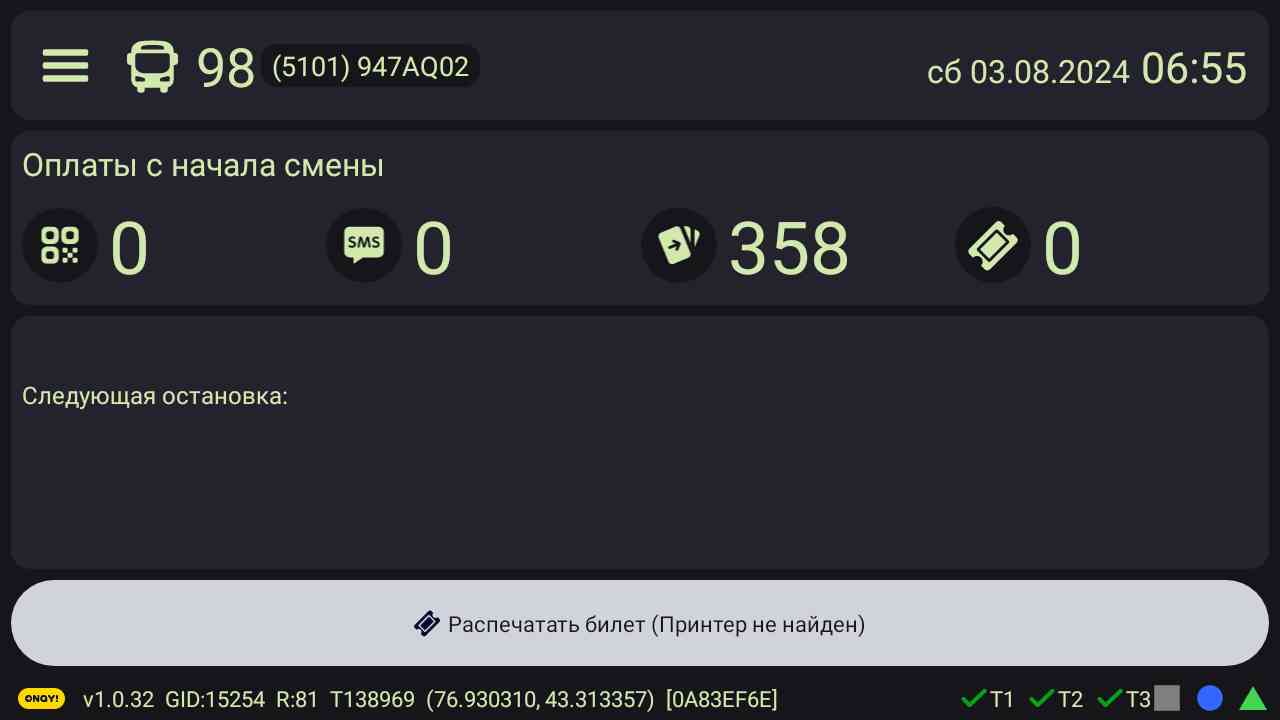 98 (5101) 947AQ02 сб 03.08.2024 06:55
Оплаты с начала смены
0 SMS 0 358 0
Следующая остановка:
Распечатать билет (Принтер не найден)
ONAY! v1.0.32 GID:15254 R:81 T138969 (76.930310, 43.313357) [0A83EF6E] T1 T2 T3